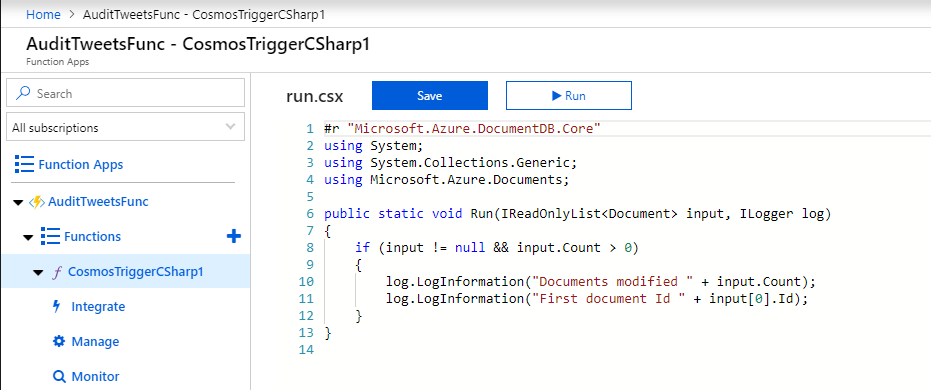 Home > AuditTweetsFunc - CosmosTriggerCSharp1
AuditTweetsFunc - CosmosTriggerCSharp1
Function Apps
Search
All subscriptions
Function Apps
AuditTweetsFunc
Functions
CosmosTriggerCSharp1
Integrate
Manage
Monitor
run.csx Save Run
1 #r "Microsoft.Azure.DocumentDB.Core"
2 using System;
3 using System.Collections.Generic;
4 using Microsoft.Azure.Documents;
5
6 public static void Run(IReadOnlyList<Document> input, ILogger log)
7 {
8     if (input != null && input.Count > 0)
9     {
10         log.LogInformation("Documents modified " + input.Count);
11         log.LogInformation("First document Id " + input[0].Id);
12     }
13 }
14